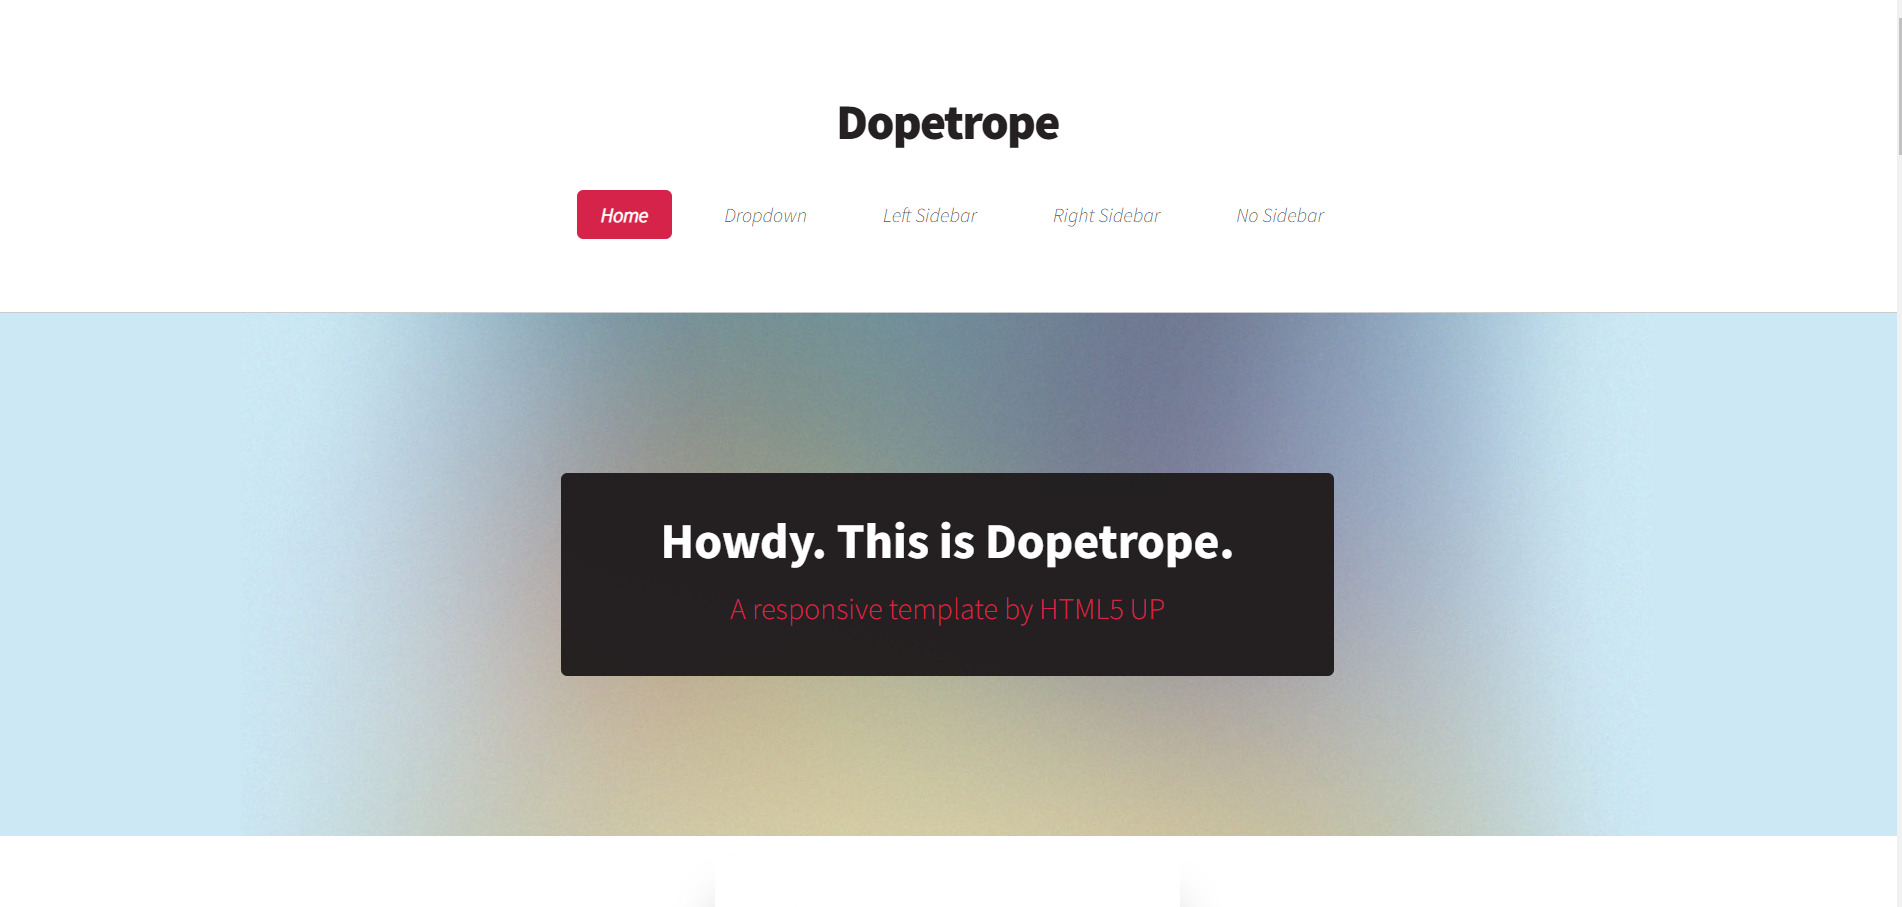 Dopetrope
Home Dropdown Left Sidebar Right Sidebar No Sidebar
Howdy. This is Dopetrope.
A responsive template by HTML5 UP